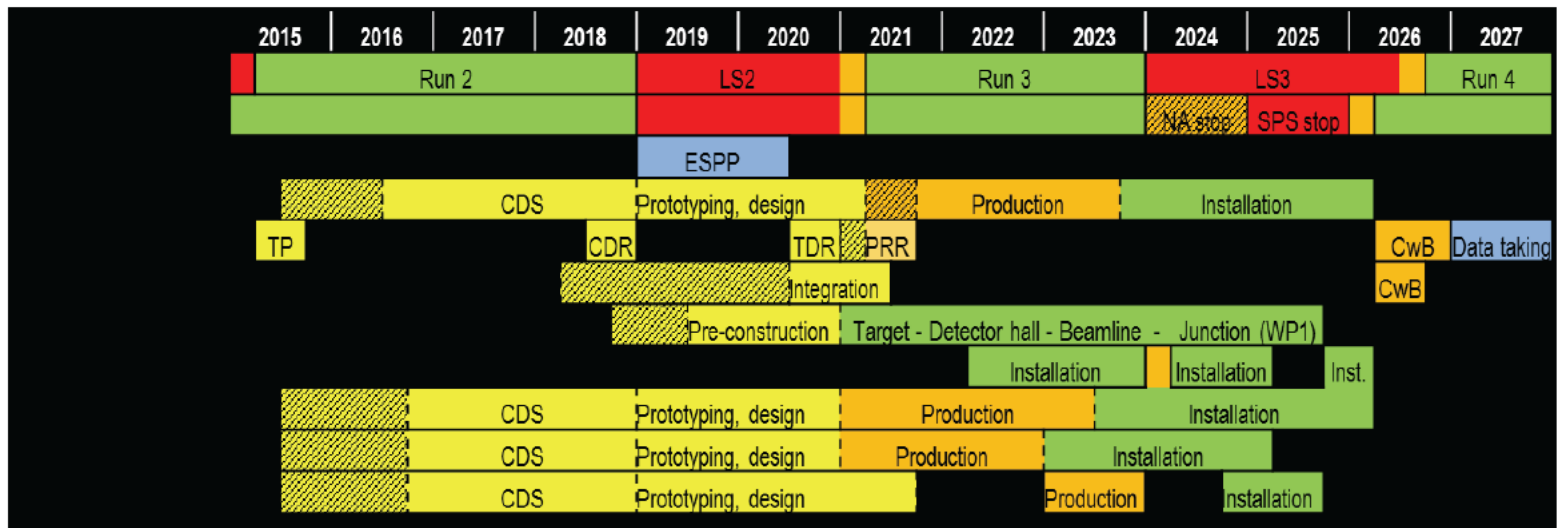 2015 2016 2017 2018 2019 2020 2021 2022 2023 2024 2025 2026 2027
Run 2 LS2 Run 3 LS3 Run 4
NA stop SPS stop
ESPP
CDS Prototyping, design Production Installation
TP CDR TDR PRR CwB Data taking
Integration CwB
Pre-construction Target - Detector hall - Beamline - Junction (WP1)
Installation Installation Inst.
CDS Prototyping, design Production Installation
CDS Prototyping, design Production Installation
CDS Prototyping, design Production Installation